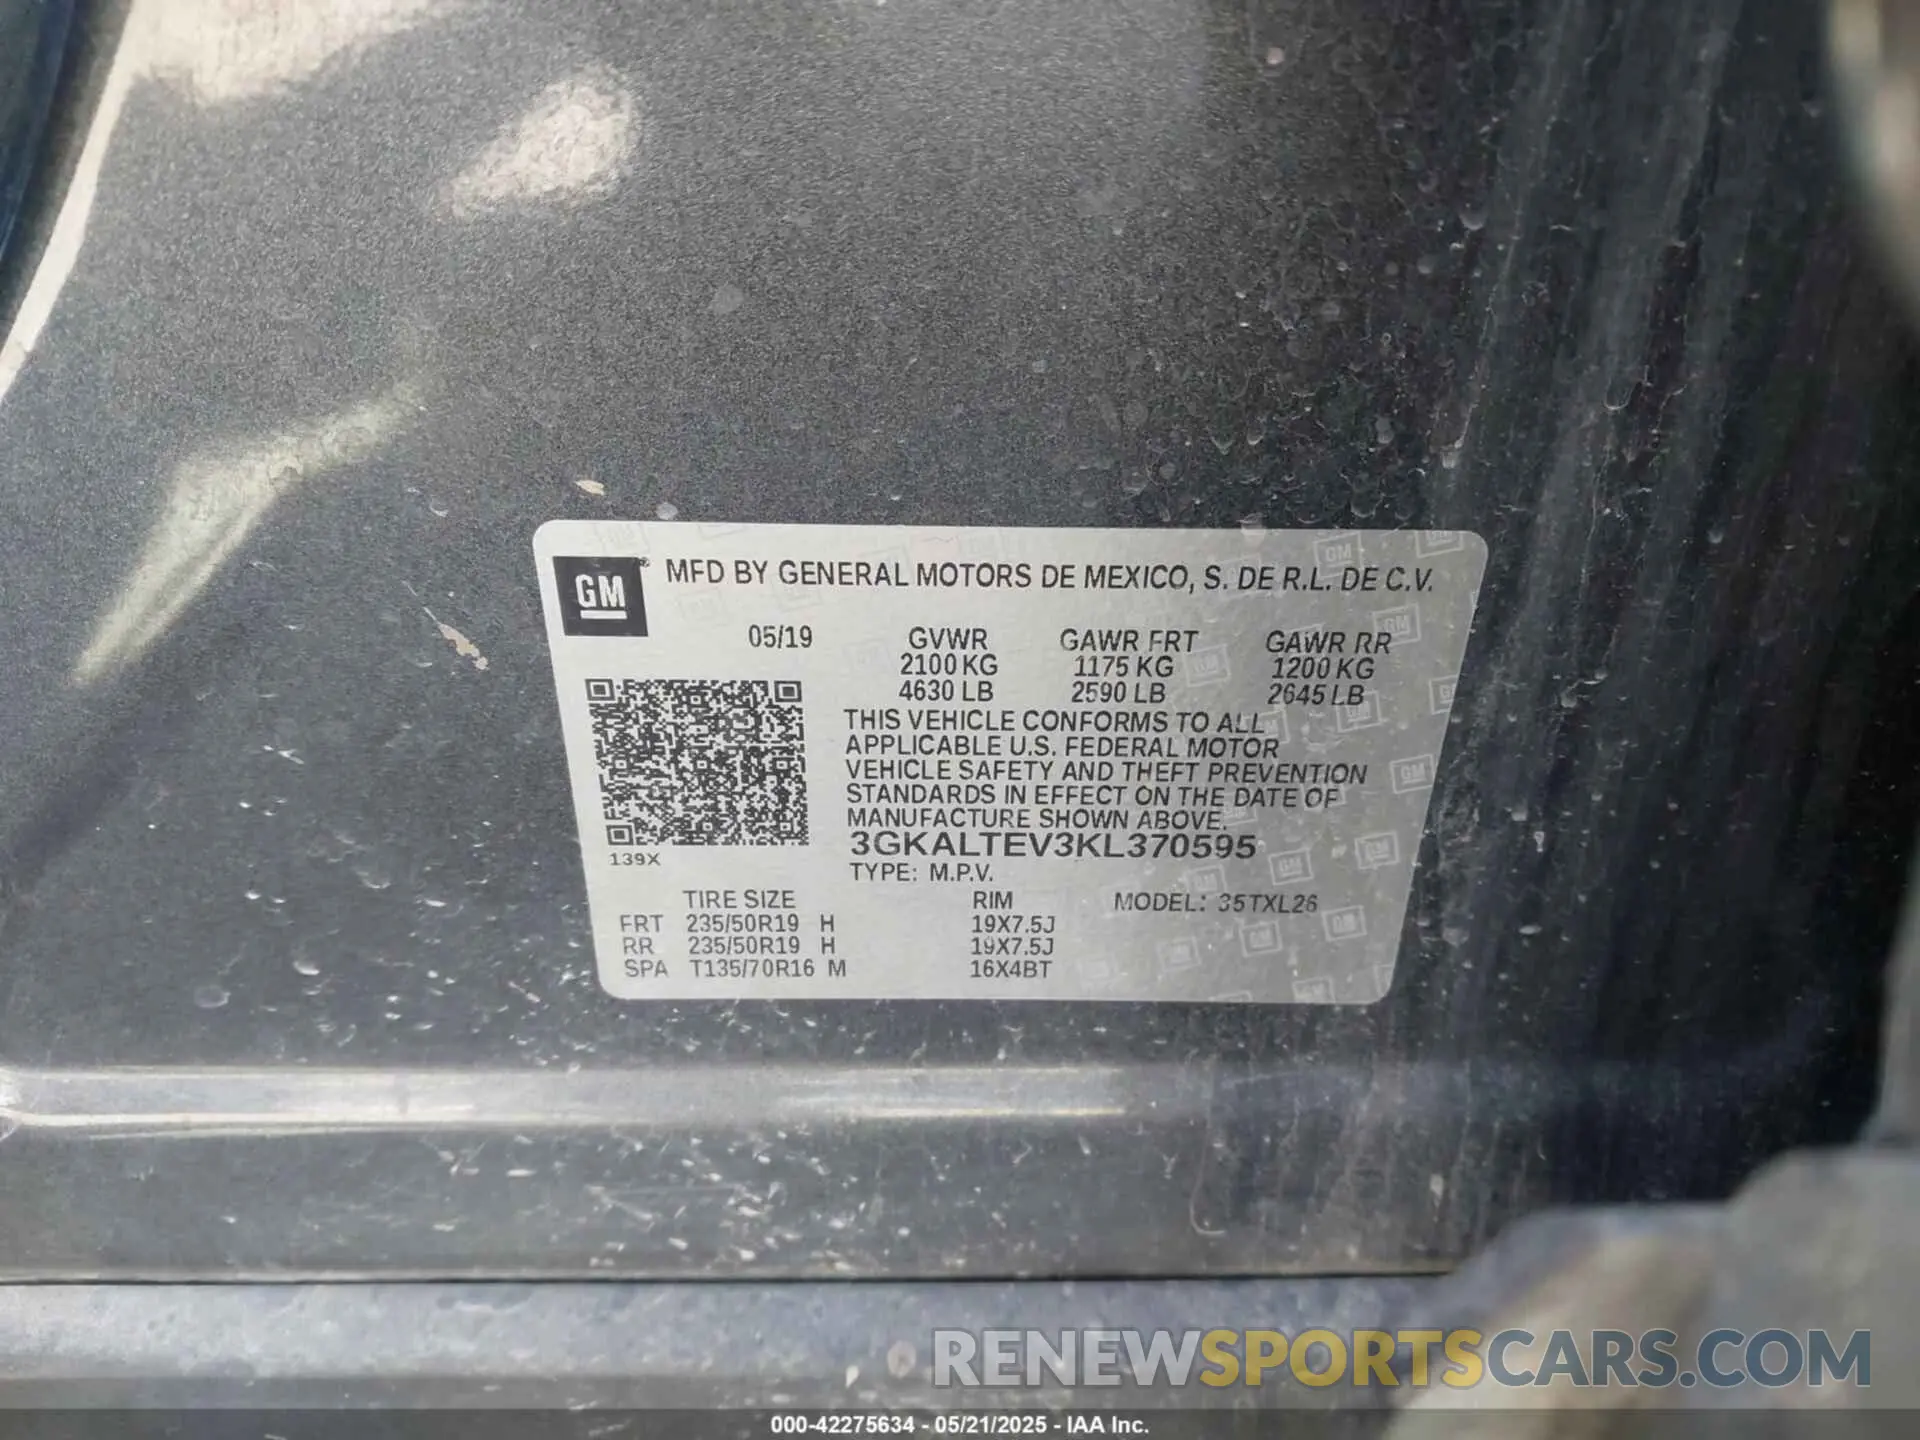 GM ® MFD BY GENERAL MOTORS DE MEXICO, S. DE R.L. DE C.V.
05/19 GVWR GAWR FRT GAWR RR
2100 KG 1175 KG 1200 KG
4630 LB 2590 LB 2645 LB
THIS VEHICLE CONFORMS TO ALL
APPLICABLE U.S. FEDERAL MOTOR
VEHICLE SAFETY AND THEFT PREVENTION
STANDARDS IN EFFECT ON THE DATE OF
MANUFACTURE SHOWN ABOVE.
3GKALTEV3KL370595
139X
TYPE: M.P.V.
TIRE SIZE RIM MODEL: 35TXL26
FRT 235/50R19 H 19X7.5J
RR 235/50R19 H 19X7.5J
SPA T135/70R16 M 16X4BT
RENEWSPORTSCARS.COM
000-42275634 - 05/21/2025 - IAA Inc.